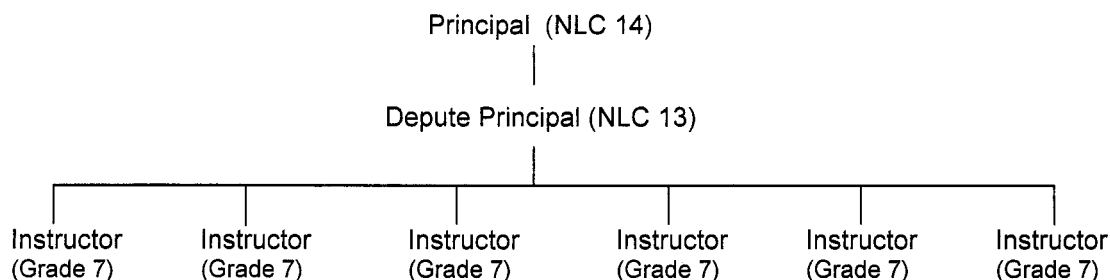 Principal (NLC 14)
Depute Principal (NLC 13)
Instructor Instructor Instructor Instructor Instructor Instructor
(Grade 7) (Grade 7) (Grade 7) (Grade 7) (Grade 7) (Grade 7)